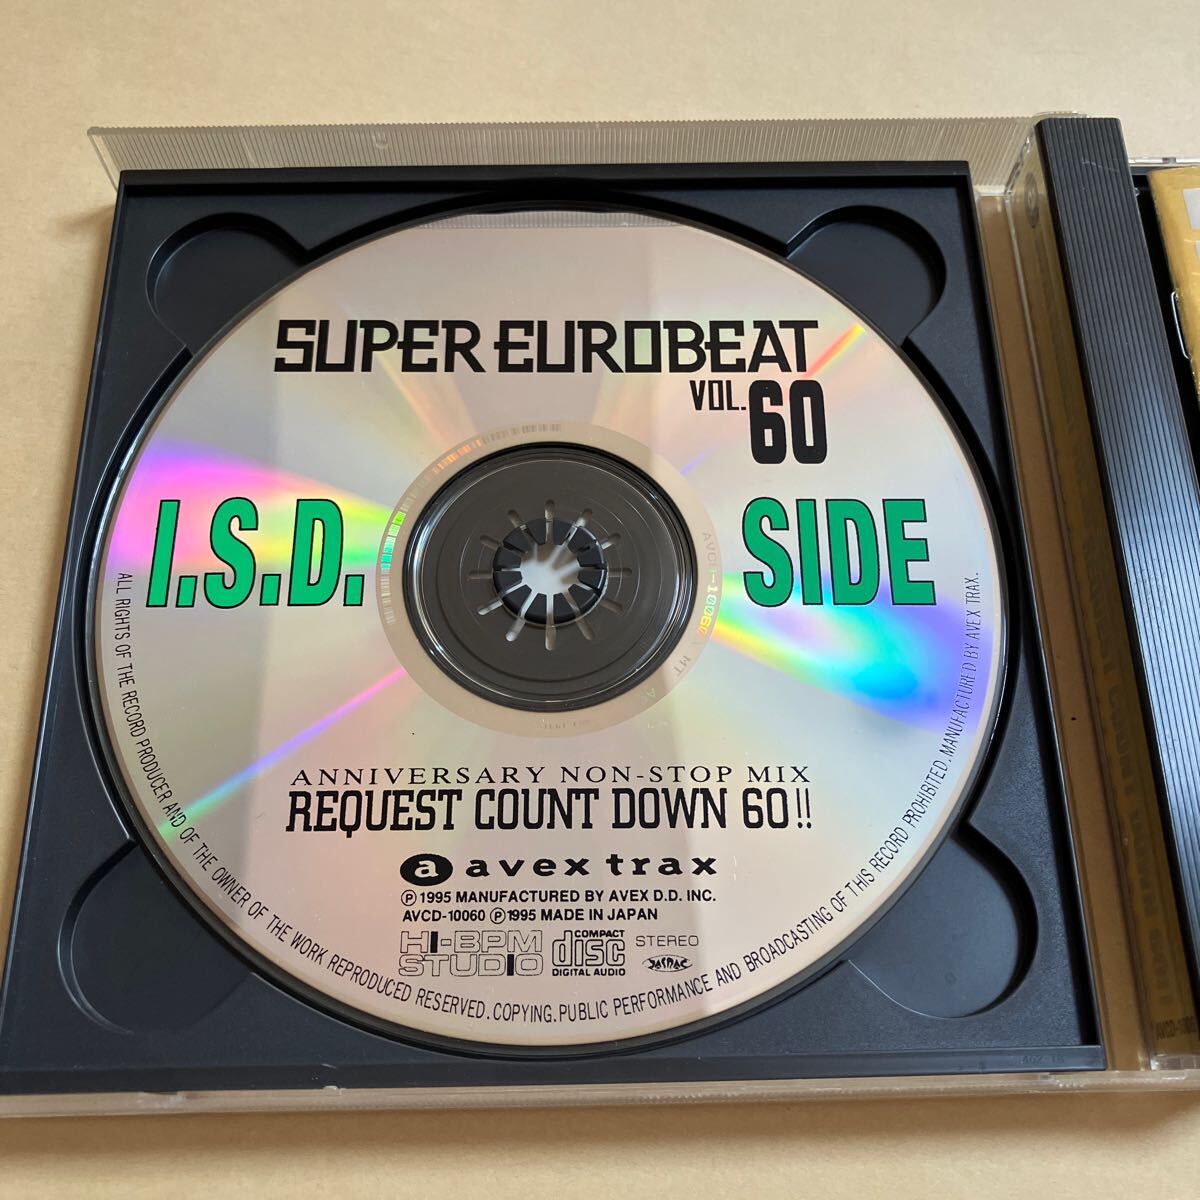 SUPER EUROBEAT
VOL. 60
I.S.D. SIDE
ANNIVERSARY NON-STOP MIX
REQUEST COUNT DOWN 60!!
a avex trax
Ⓟ1995 MANUFACTURED BY AVEX D.D. INC.
AVCD-10060 Ⓟ1995 MADE IN JAPAN
HI-BPM STUDIO
COMPACT disc DIGITAL AUDIO
STEREO
JASRAC
ALL RIGHTS OF THE RECORD PRODUCER AND OF THE OWNER OF THE WORK REPRODUCED RESERVED. COPYING. PUBLIC PERFORMANCE AND BROADCASTING OF THIS RECORD PROHIBITED. MANUFACTURED BY AVEX TRAX.